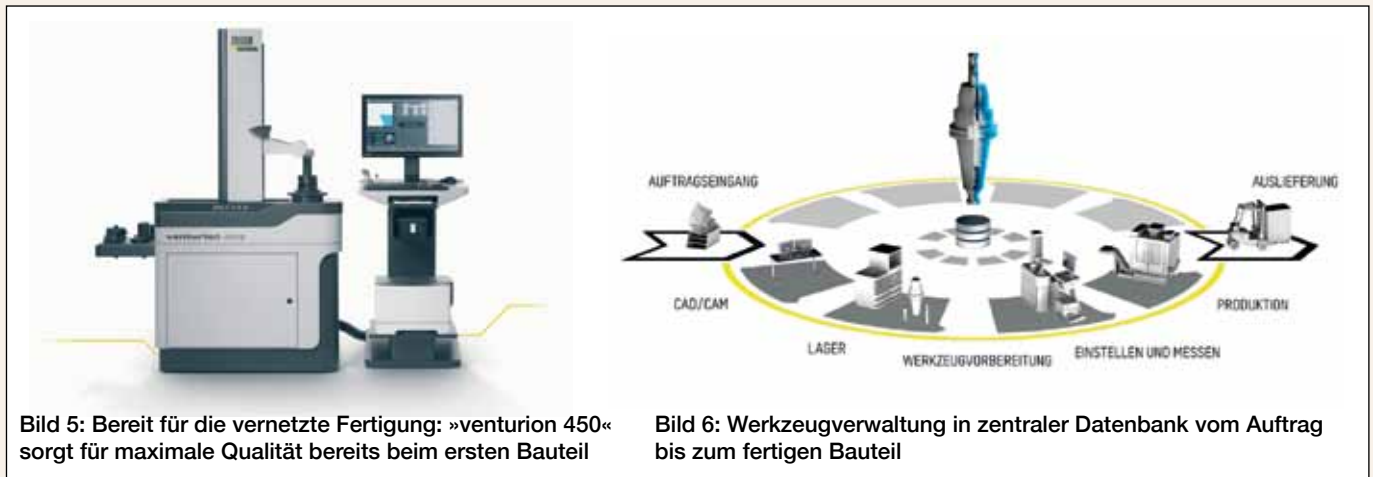 venturion
AUFTRAGSEINGANG
AUSLIEFERUNG
CAD/CAM
LAGER
WERKZEUGVORBEREITUNG
EINSTELLEN UND MESSEN
PRODUKTION
Bild 5: Bereit für die vernetzte Fertigung: »venturion 450«
sorgt für maximale Qualität bereits beim ersten Bauteil
Bild 6: Werkzeugverwaltung in zentraler Datenbank vom Auftrag
bis zum fertigen Bauteil